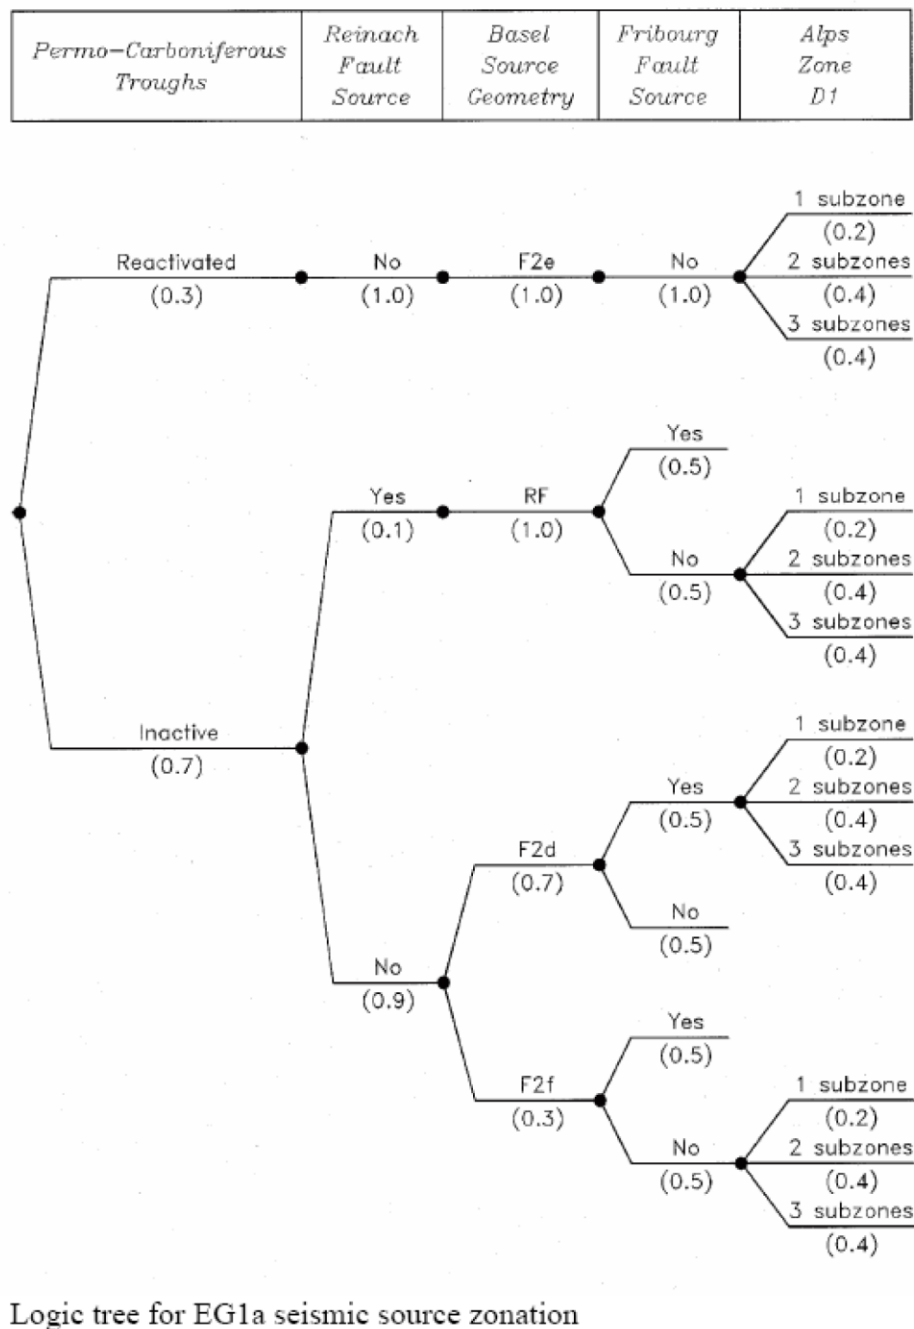 Permo-Carboniferous
Troughs
Reinach
Fault
Source
Basel
Source
Geometry
Fribourg
Fault
Source
Alps
Zone
D1
1 subzone
(0.2)
Reactivated
(0.3)
No
(1.0)
F2e
(1.0)
No
(1.0)
2 subzones
(0.4)
3 subzones
(0.4)
Yes
(0.5)
Yes
(0.1)
RF
(1.0)
1 subzone
(0.2)
No
(0.5)
2 subzones
(0.4)
3 subzones
(0.4)
Inactive
(0.7)
1 subzone
(0.2)
Yes
(0.5)
2 subzones
(0.4)
F2d
(0.7)
3 subzones
(0.4)
No
(0.5)
No
(0.9)
Yes
(0.5)
F2f
(0.3)
1 subzone
(0.2)
No
(0.5)
2 subzones
(0.4)
3 subzones
(0.4)
Logic tree for EG1a seismic source zonation